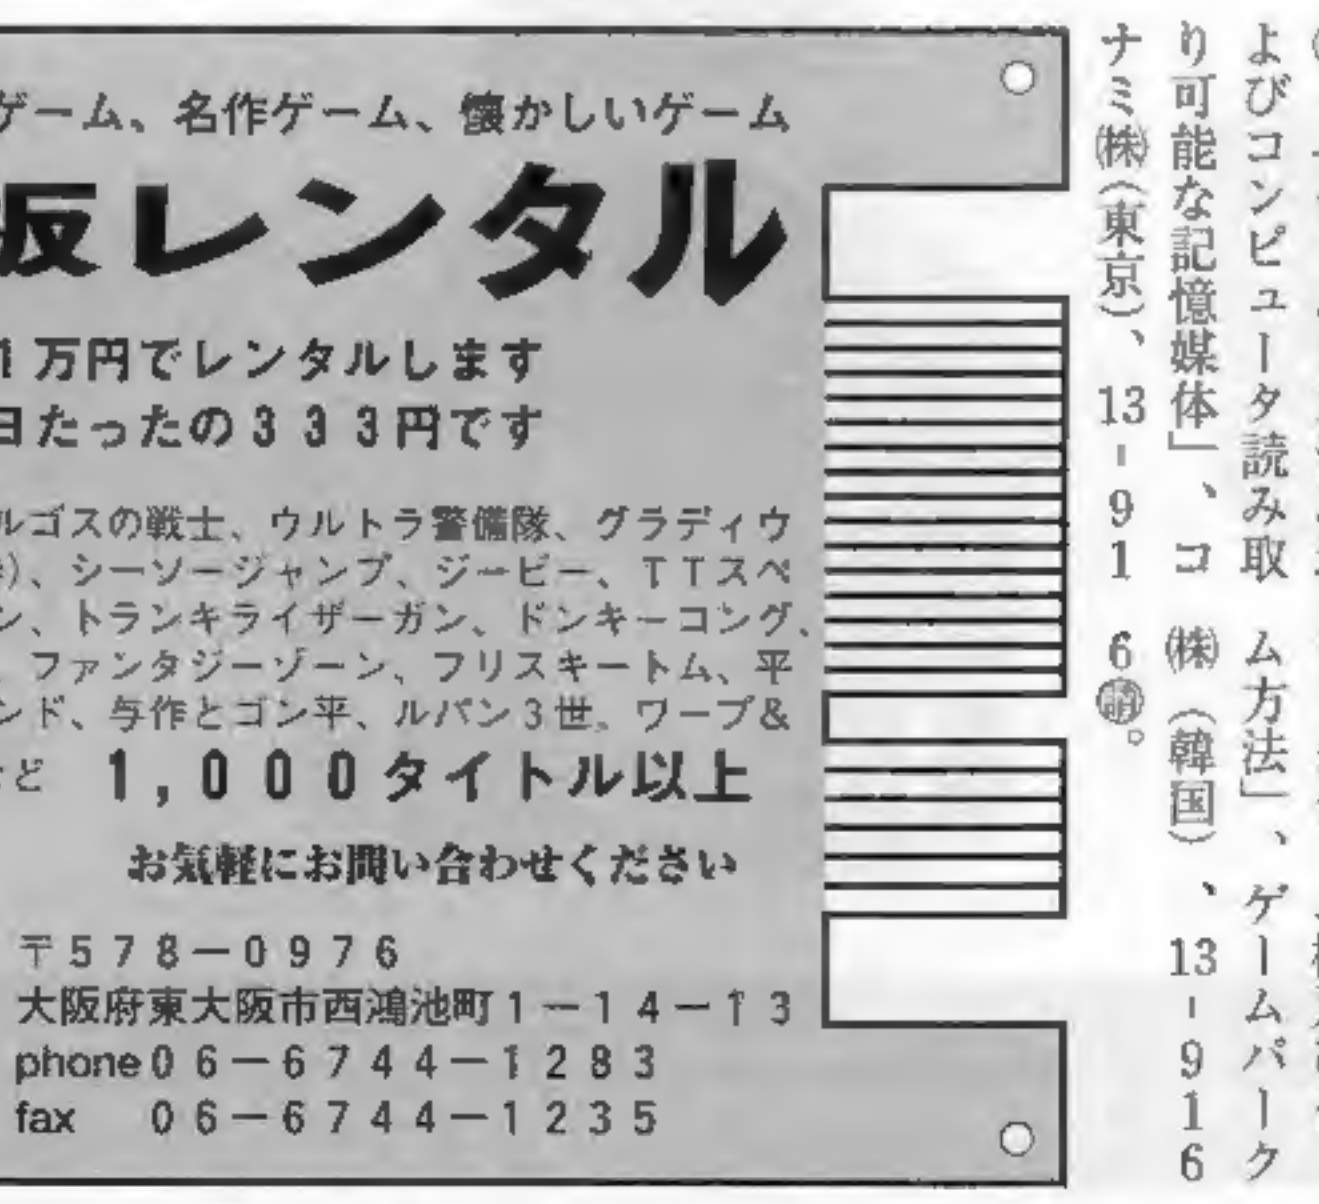 ゲーム、名作ゲーム、懐かしいゲーム
阪レンタル
1万円でレンタルします
日たったの333円です
ルゴスの戦士、ウルトラ警備隊、グラディウ
、シーソージャンプ、ジービー、TTスペ
ン、トランキライザーガン、ドンキーコング、
、ファンタジーゾーン、フリスキートム、平
ンド、与作とゴン平、ルパン3世、ワープ&
など 1,000タイトル以上
お気軽にお問い合わせください
〒578-0976
大阪府東大阪市西鴻池町1-14-13
phone06-6744-1283
fax 06-6744-1235
よびコンピュータ読み取
り可能な記憶媒体」、コ
ナミ㈱(東京)、13-91
ム方法」、ゲームパーク
㈱(韓国)、13-916
6㊔。